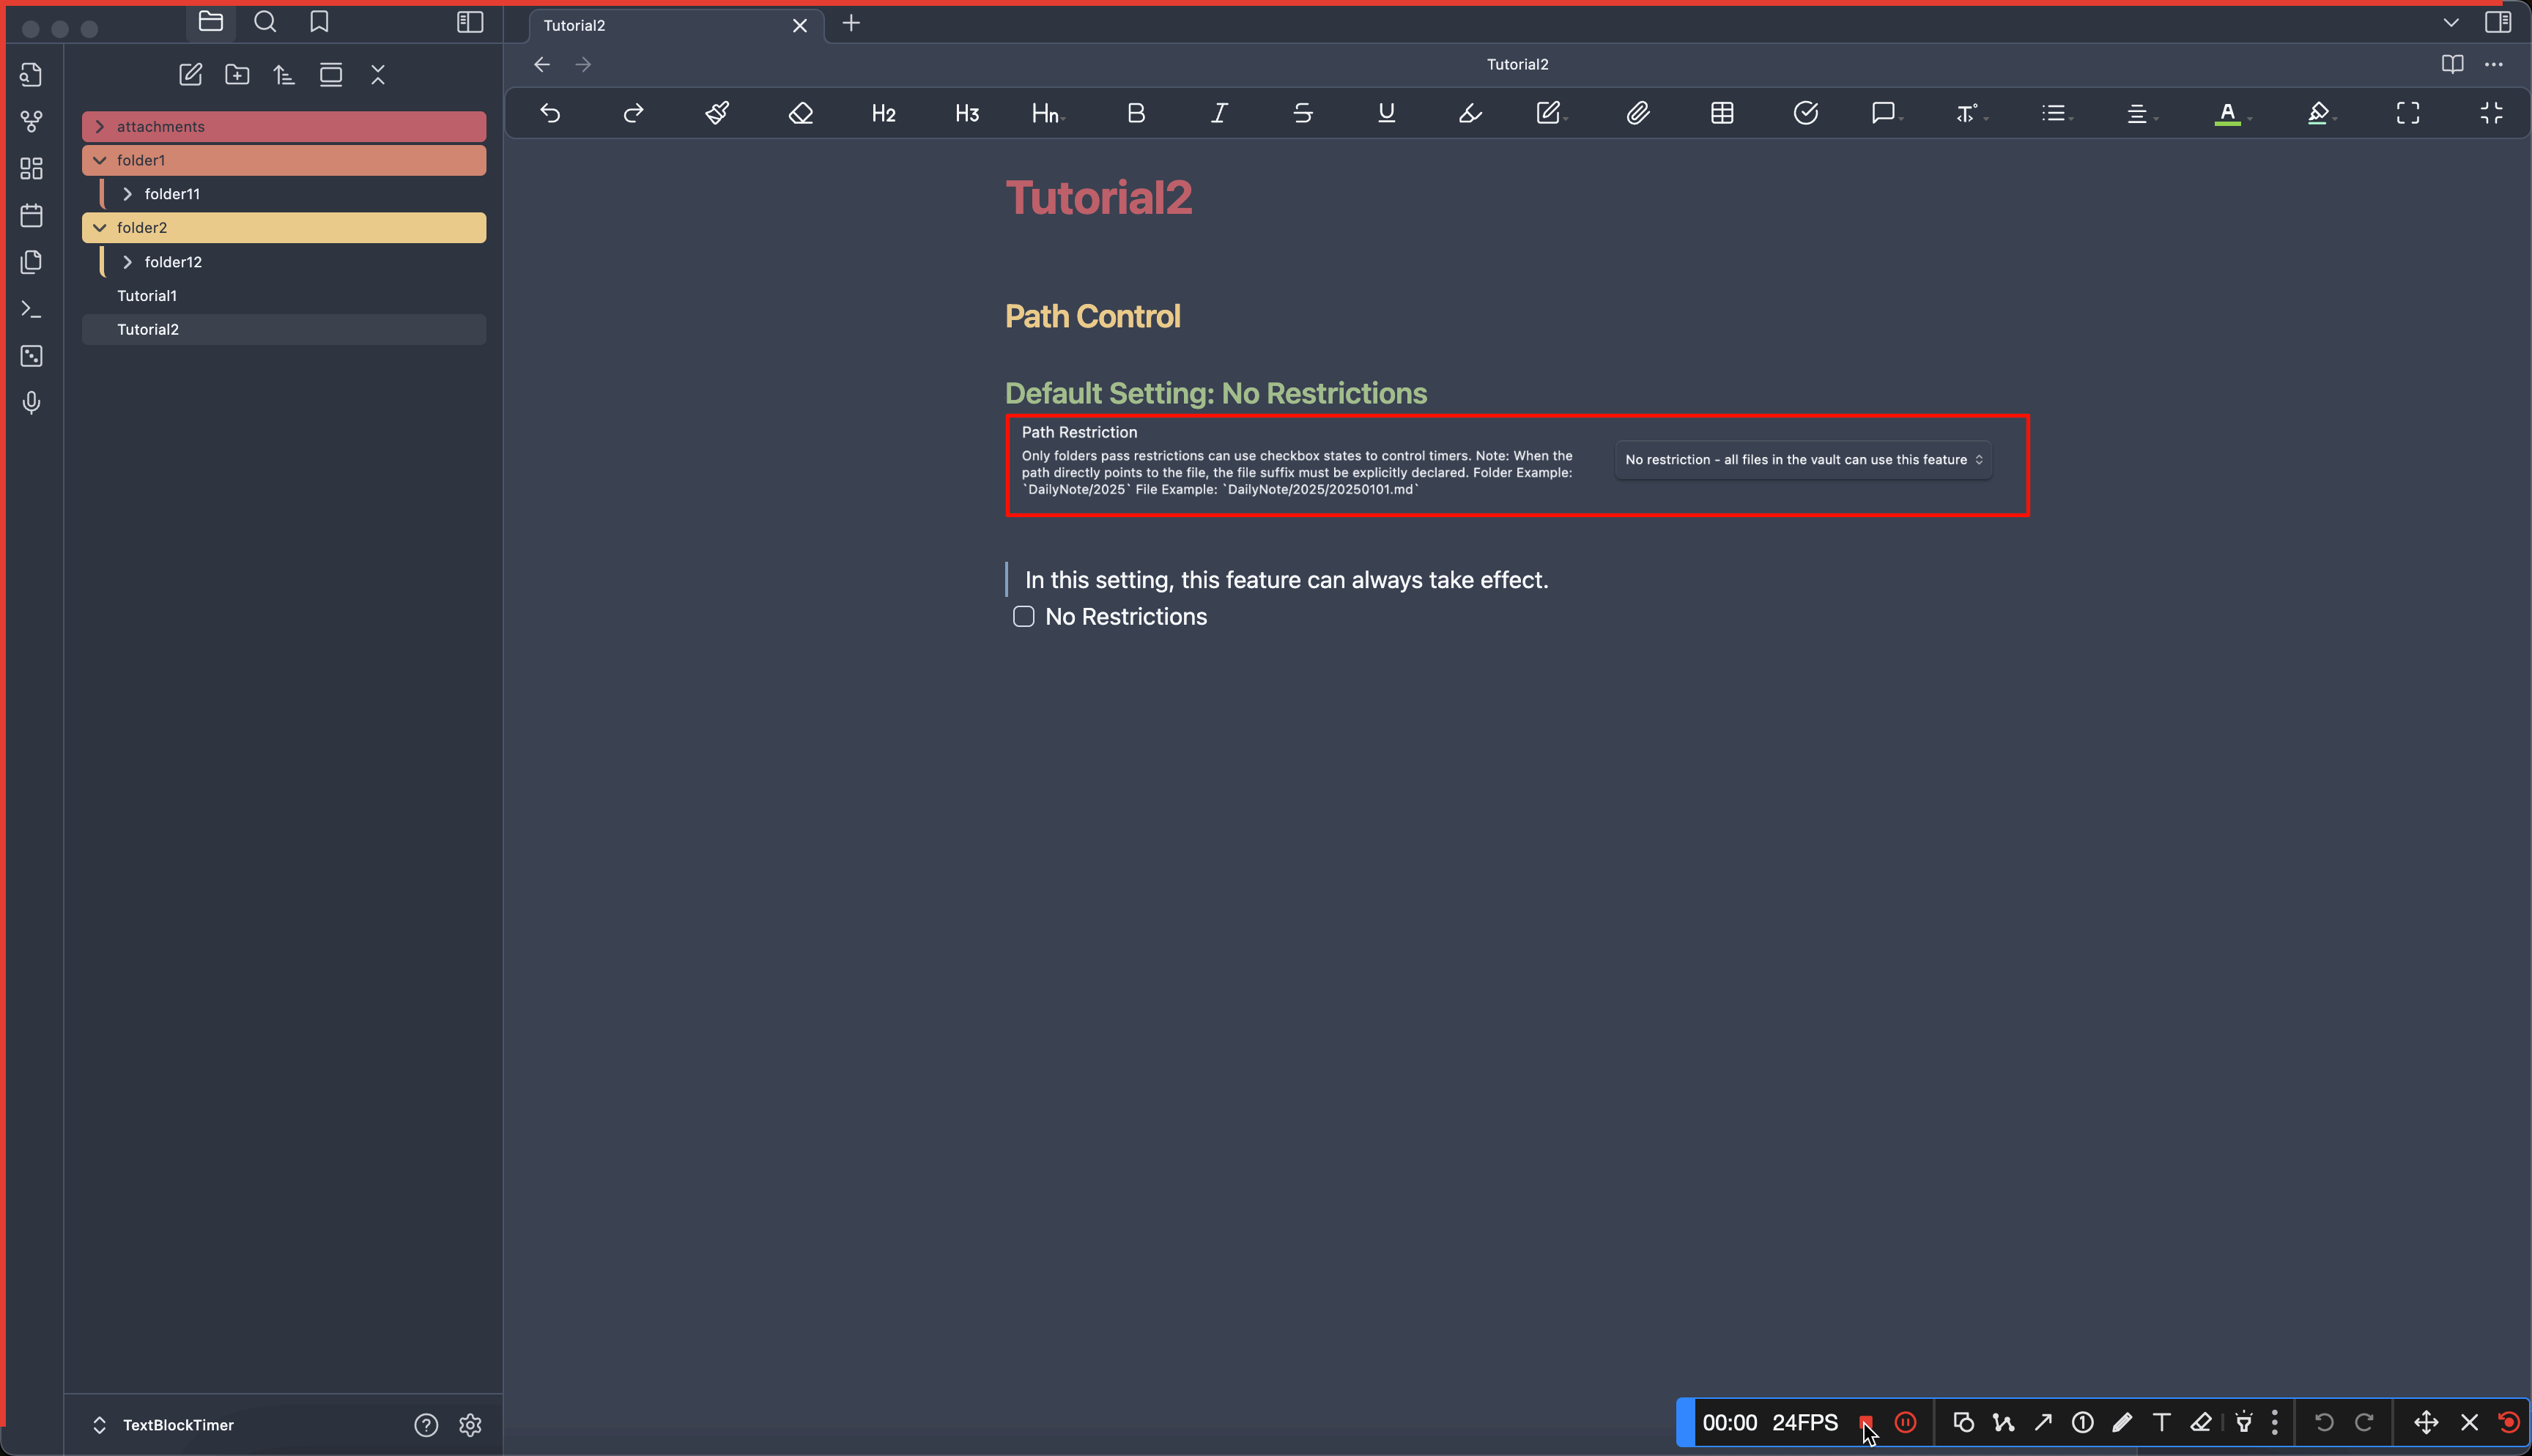 Tutorial2
Tutorial2
H2
H3
Hn
B
I
S
U
T
A
attachments
folder1
folder11
folder2
folder12
Tutorial1
Tutorial2
Tutorial2
Path Control
Default Setting: No Restrictions
Path Restriction
Only folders pass restrictions can use checkbox states to control timers. Note: When the
path directly points to the file, the file suffix must be explicitly declared. Folder Example:
`DailyNote/2025` File Example: `DailyNote/2025/20250101.md`
No restriction - all files in the vault can use this feature
In this setting, this feature can always take effect.
No Restrictions
TextBlockTimer
00:00 24FPS
1
T